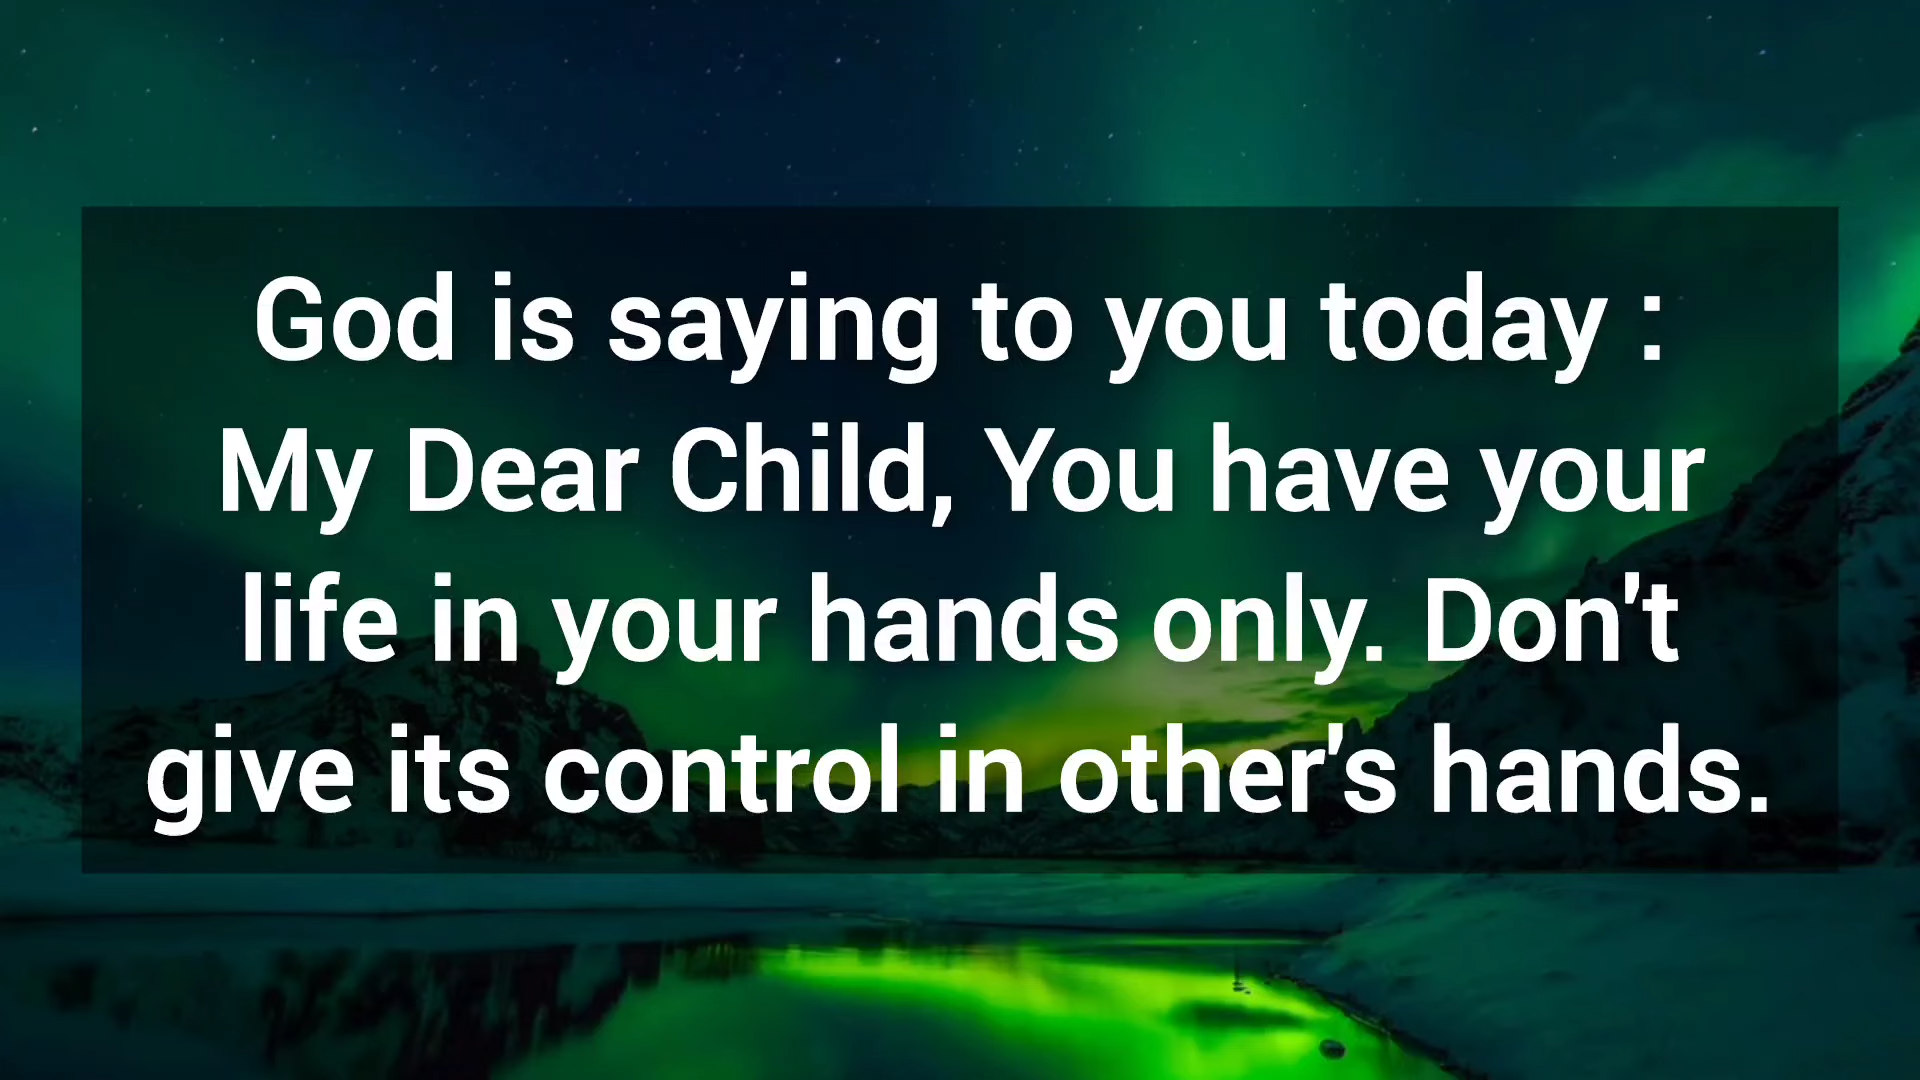 God is saying to you today :
My Dear Child, You have your
life in your hands only. Don't
give its control in other's hands.